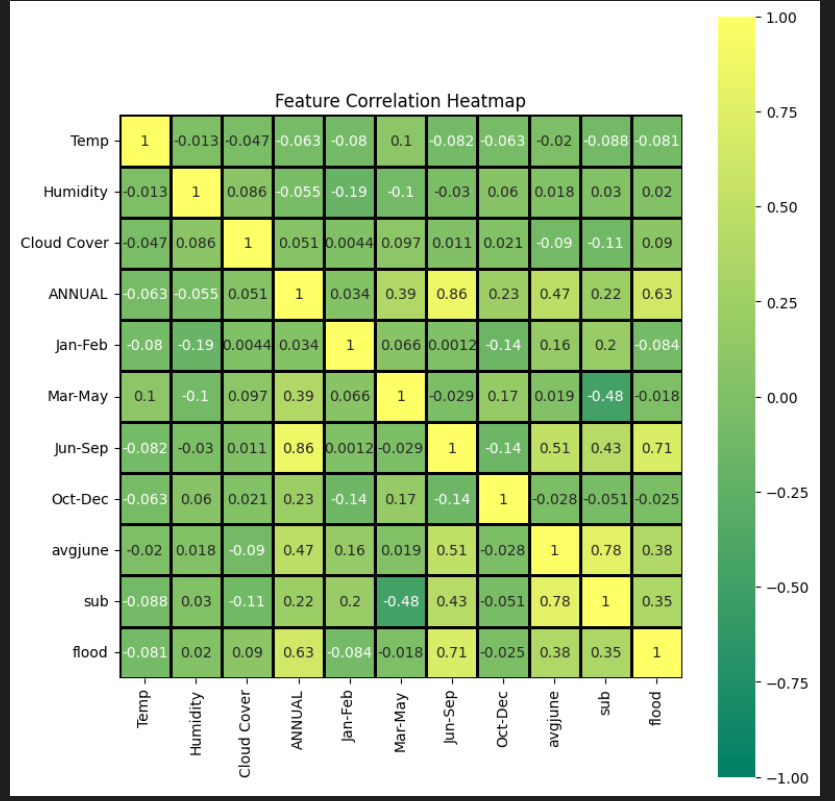 Feature Correlation Heatmap
Temp 1 -0.013 -0.047 -0.063 -0.08 0.1 -0.082 -0.063 -0.02 -0.088 -0.081
Humidity -0.013 1 0.086 -0.055 -0.19 -0.1 -0.03 0.06 0.018 0.03 0.02
Cloud Cover -0.047 0.086 1 0.051 0.0044 0.097 0.011 0.021 -0.09 -0.11 0.09
ANNUAL -0.063 -0.055 0.051 1 0.034 0.39 0.86 0.23 0.47 0.22 0.63
Jan-Feb -0.08 -0.19 0.0044 0.034 1 0.066 0.0012 -0.14 0.16 0.2 -0.084
Mar-May 0.1 -0.1 0.097 0.39 0.066 1 -0.029 0.17 0.019 -0.48 -0.018
Jun-Sep -0.082 -0.03 0.011 0.86 0.0012 -0.029 1 -0.14 0.51 0.43 0.71
Oct-Dec -0.063 0.06 0.021 0.23 -0.14 0.17 -0.14 1 -0.028 -0.051 -0.025
avgjune -0.02 0.018 -0.09 0.47 0.16 0.019 0.51 -0.028 1 0.78 0.38
sub -0.088 0.03 -0.11 0.22 0.2 -0.48 0.43 -0.051 0.78 1 0.35
flood -0.081 0.02 0.09 0.63 -0.084 -0.018 0.71 -0.025 0.38 0.35 1
Temp
Humidity
Cloud Cover
ANNUAL
Jan-Feb
Mar-May
Jun-Sep
Oct-Dec
avgjune
sub
flood
1.00
0.75
0.50
0.25
0.00
−0.25
−0.50
−0.75
−1.00